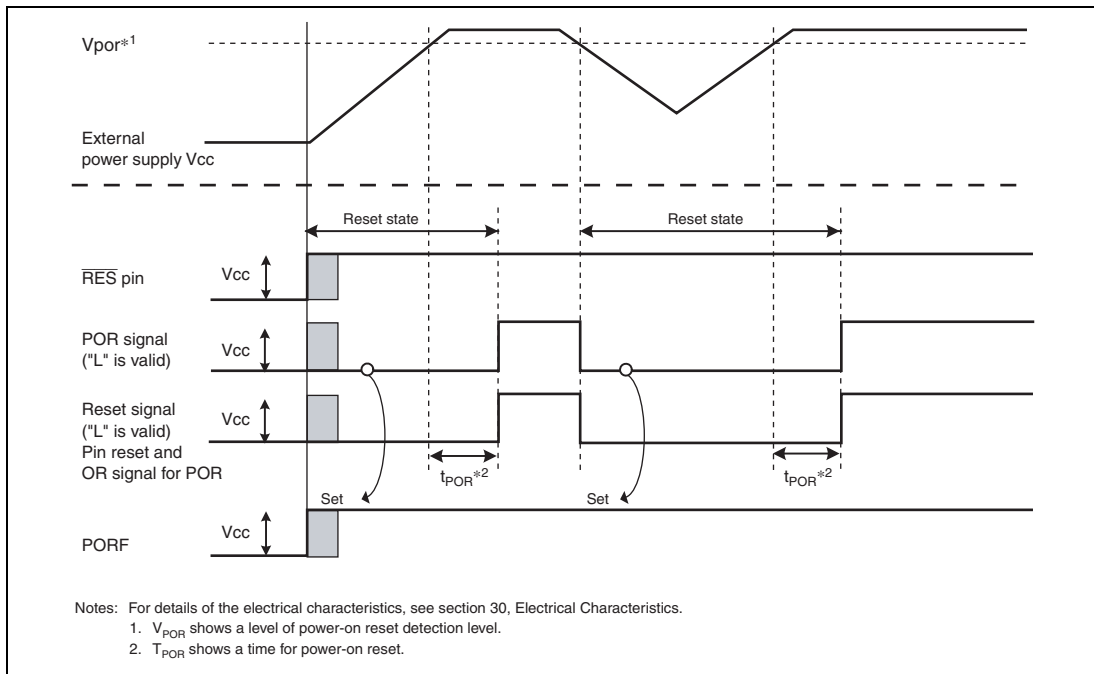 Vpor*1
External
power supply Vcc
Reset state
Reset state
RES pin
Vcc
POR signal
("L" is valid)
Vcc
Reset signal
("L" is valid)
Pin reset and
OR signal for POR
Vcc
tPOR*2
tPOR*2
Set
Set
PORF
Vcc
Notes: For details of the electrical characteristics, see section 30, Electrical Characteristics.
1. VPOR shows a level of power-on reset detection level.
2. TPOR shows a time for power-on reset.